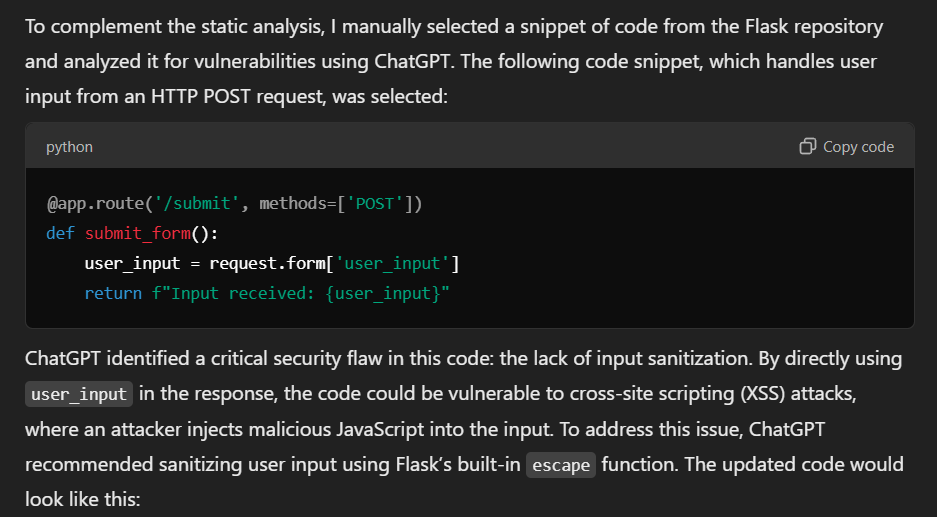 To complement the static analysis, I manually selected a snippet of code from the Flask repository
and analyzed it for vulnerabilities using ChatGPT. The following code snippet, which handles user
input from an HTTP POST request, was selected:
python
Copy code
@app.route('/submit', methods=['POST'])
def submit_form():
    user_input = request.form['user_input']
    return f"Input received: {user_input}"
ChatGPT identified a critical security flaw in this code: the lack of input sanitization. By directly using
user_input in the response, the code could be vulnerable to cross-site scripting (XSS) attacks,
where an attacker injects malicious JavaScript into the input. To address this issue, ChatGPT
recommended sanitizing user input using Flask's built-in escape function. The updated code would
look like this: